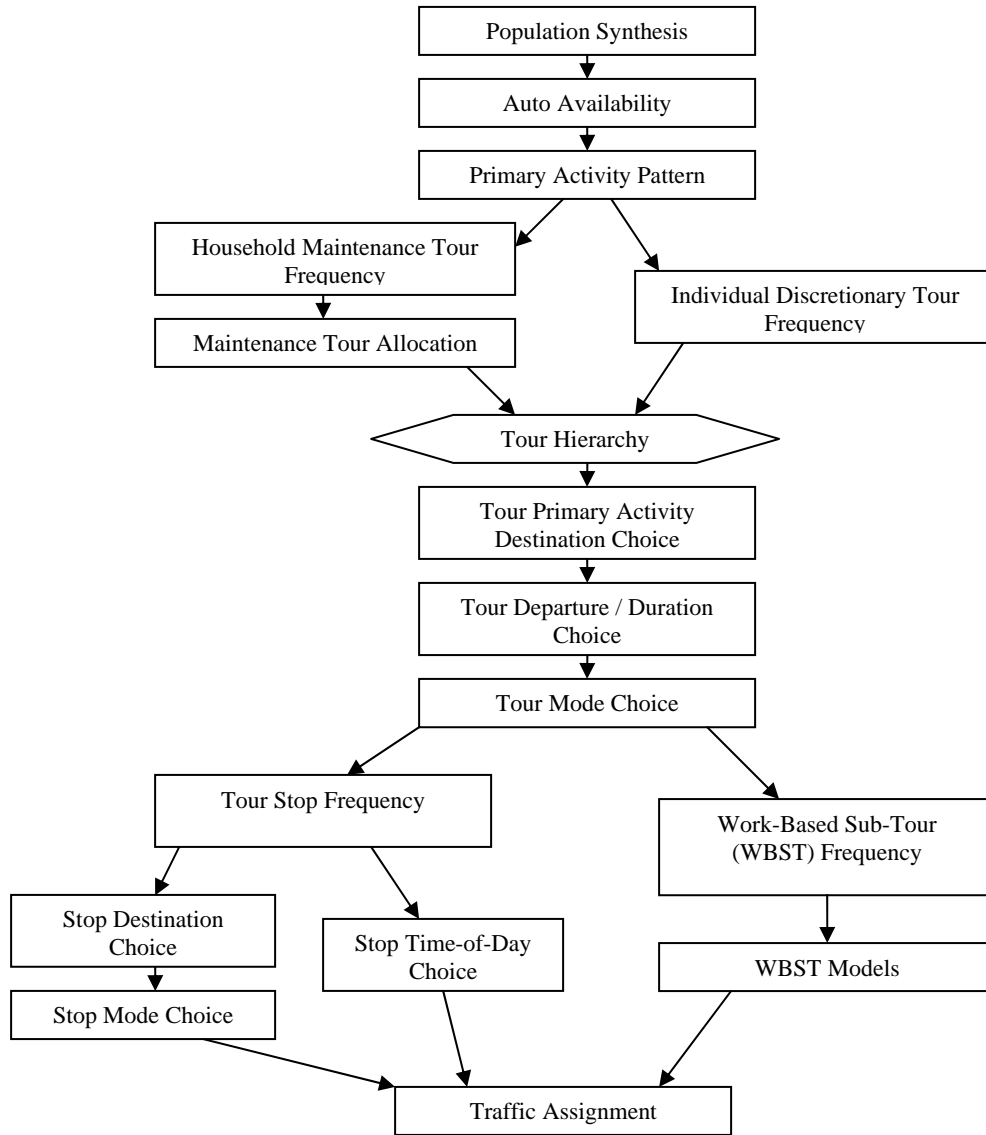 Population Synthesis
Auto Availability
Primary Activity Pattern
Household Maintenance Tour
Frequency
Individual Discretionary Tour
Frequency
Maintenance Tour Allocation
Tour Hierarchy
Tour Primary Activity
Destination Choice
Tour Departure / Duration
Choice
Tour Mode Choice
Tour Stop Frequency
Work-Based Sub-Tour
(WBST) Frequency
Stop Destination
Choice
Stop Time-of-Day
Choice
WBST Models
Stop Mode Choice
Traffic Assignment